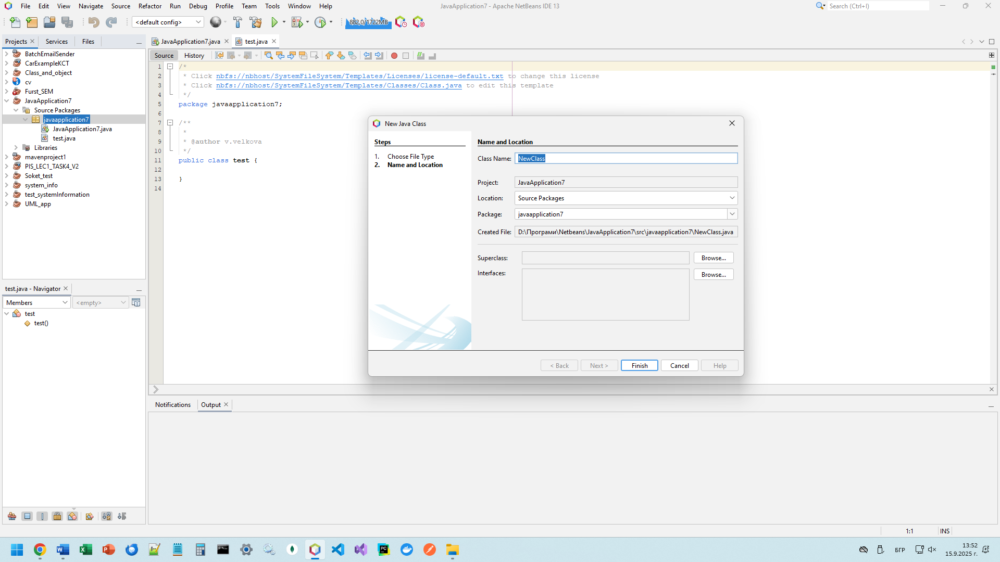 File Edit View Navigate Source Refactor Run Debug Profile Team Tools Window Help
JavaApplication7 - Apache NetBeans IDE 13
Search (Ctrl+I)
<default config>
882,0/1722MB
Projects Services Files
JavaApplication7.java test.java
Source History
BatchEmailSender
CarExampleKCT
Class_and_object
cv
Furst_SEM
JavaApplication7
Source Packages
javaapplication7
JavaApplication7.java
test.java
Libraries
mavenproject1
PIS_LEC1_TASK4_V2
Soket_test
system_info
test_systemInformation
UML_app
1 /*
2 * Click nbfs://nbhost/SystemFileSystem/Templates/Licenses/license-default.txt to change this license
3 * Click nbfs://nbhost/SystemFileSystem/Templates/Classes/Class.java to edit this template
4 */
5 package javaapplication7;
6
7 /**
8 *
9 * @author v.velkova
10 */
11 public class test {
12
13 }
14
New Java Class
Steps
1. Choose File Type
2. Name and Location
Name and Location
Class Name: NewClass
Project: JavaApplication7
Location: Source Packages
Package: javaapplication7
Created File: D:\Програми\Netbeans\JavaApplication7\src\javaapplication7\NewClass.java
Superclass: Browse...
Interfaces: Browse...
< Back Next > Finish Cancel Help
test.java - Navigator
Members <empty>
test
test()
Notifications Output
1:1 INS
БГР
13:52
15.9.2025 г.